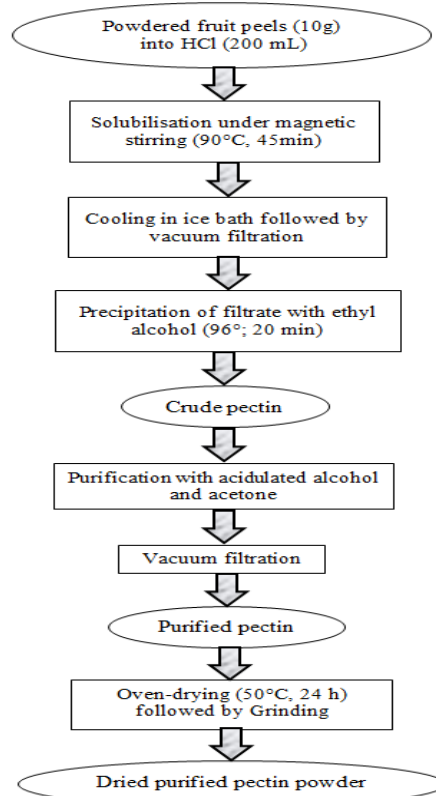 Powdered fruit peels (10g)
into HCl (200 mL)
Solubilisation under magnetic
stirring (90°C, 45min)
Cooling in ice bath followed by
vacuum filtration
Precipitation of filtrate with ethyl
alcohol (96°; 20 min)
Crude pectin
Purification with acidulated alcohol
and acetone
Vacuum filtration
Purified pectin
Oven-drying (50°C, 24 h)
followed by Grinding
Dried purified pectin powder